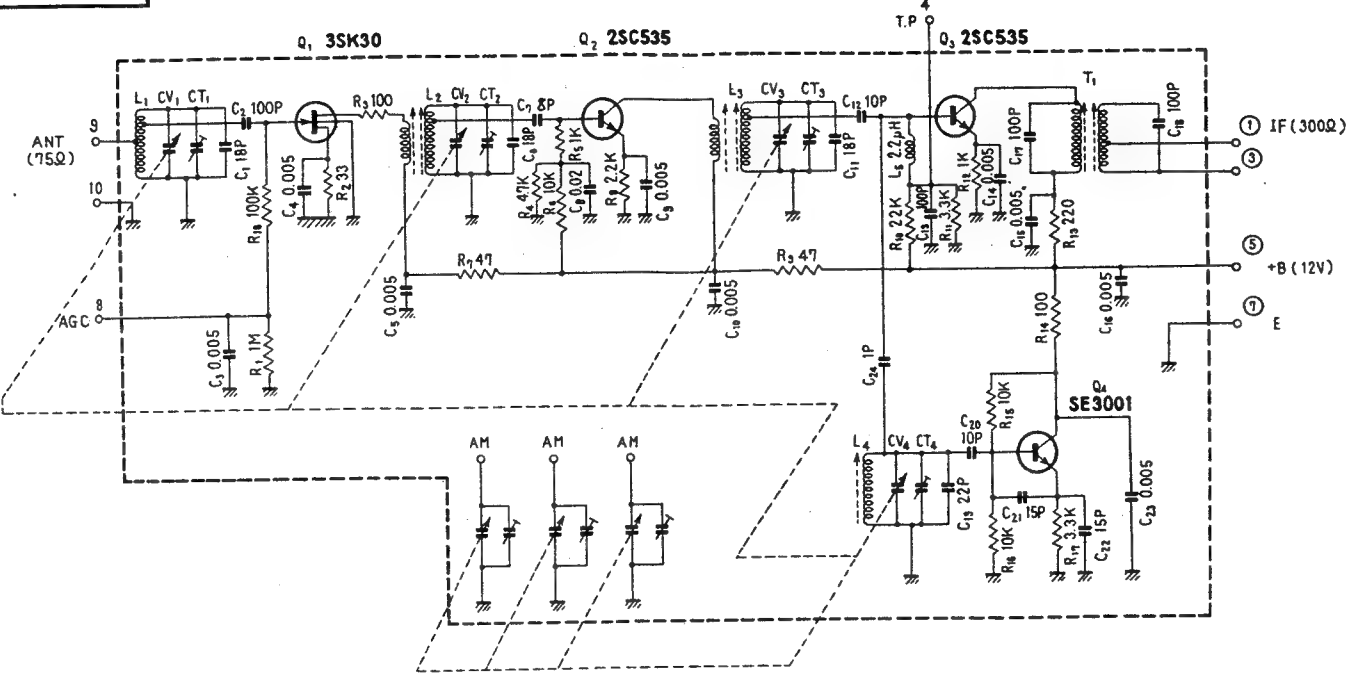 4
T.P
Q₁ 3SK30
Q₂ 2SC535
Q₃ 2SC535
T₁
L₁ CV₁ CT₁
C₂ 100P
R₃ 100
L₂ CV₂ CT₂
C₇ 8P
L₃ CV₃ CT₃
C₁₂ 10P
C₁₇ 100P
C₁₈ 100P
9
ANT
(75Ω)
10
C₁ 18P
R₁₈ 100K
C₄ 0.005
R₂ 33
C₆ 18P
R₅ 1K
R₄ 47K
R₆ 10K
C₈ 0.02
R₈ 2.2K
C₉ 0.005
C₁₁ 18P
L₅ 2.2μH
R₁₀ 22K
C₁₃ 100P
R₁₁ 3.3K
R₁₂ 1K
C₁₄ 0.005
C₁₅ 0.005
R₁₃ 220
① IF (300Ω)
③
⑤
+B (12V)
⑦
E
R₇ 47
R₉ 47
C₅ 0.005
C₁₀ 0.005
C₁₆ 0.005
8
AGC
C₃ 0.005
R₁ 1M
R₁₄ 100
C₂₄ 1P
R₁₅ 10K
Q₄
SE3001
AM
AM
AM
L₄ CV₄ CT₄
C₂₀
10P
C₁₉ 22P
C₂₁ 15P
R₁₆ 10K
R₁₇ 3.3K
C₂₂ 15P
C₂₃ 0.005